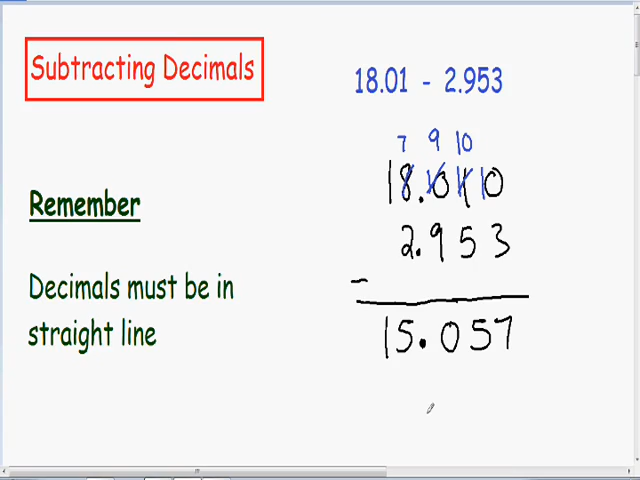 Subtracting Decimals
18.01 - 2.953
7 9 10
18.010
2.953
-
15.057
Remember
Decimals must be in
straight line